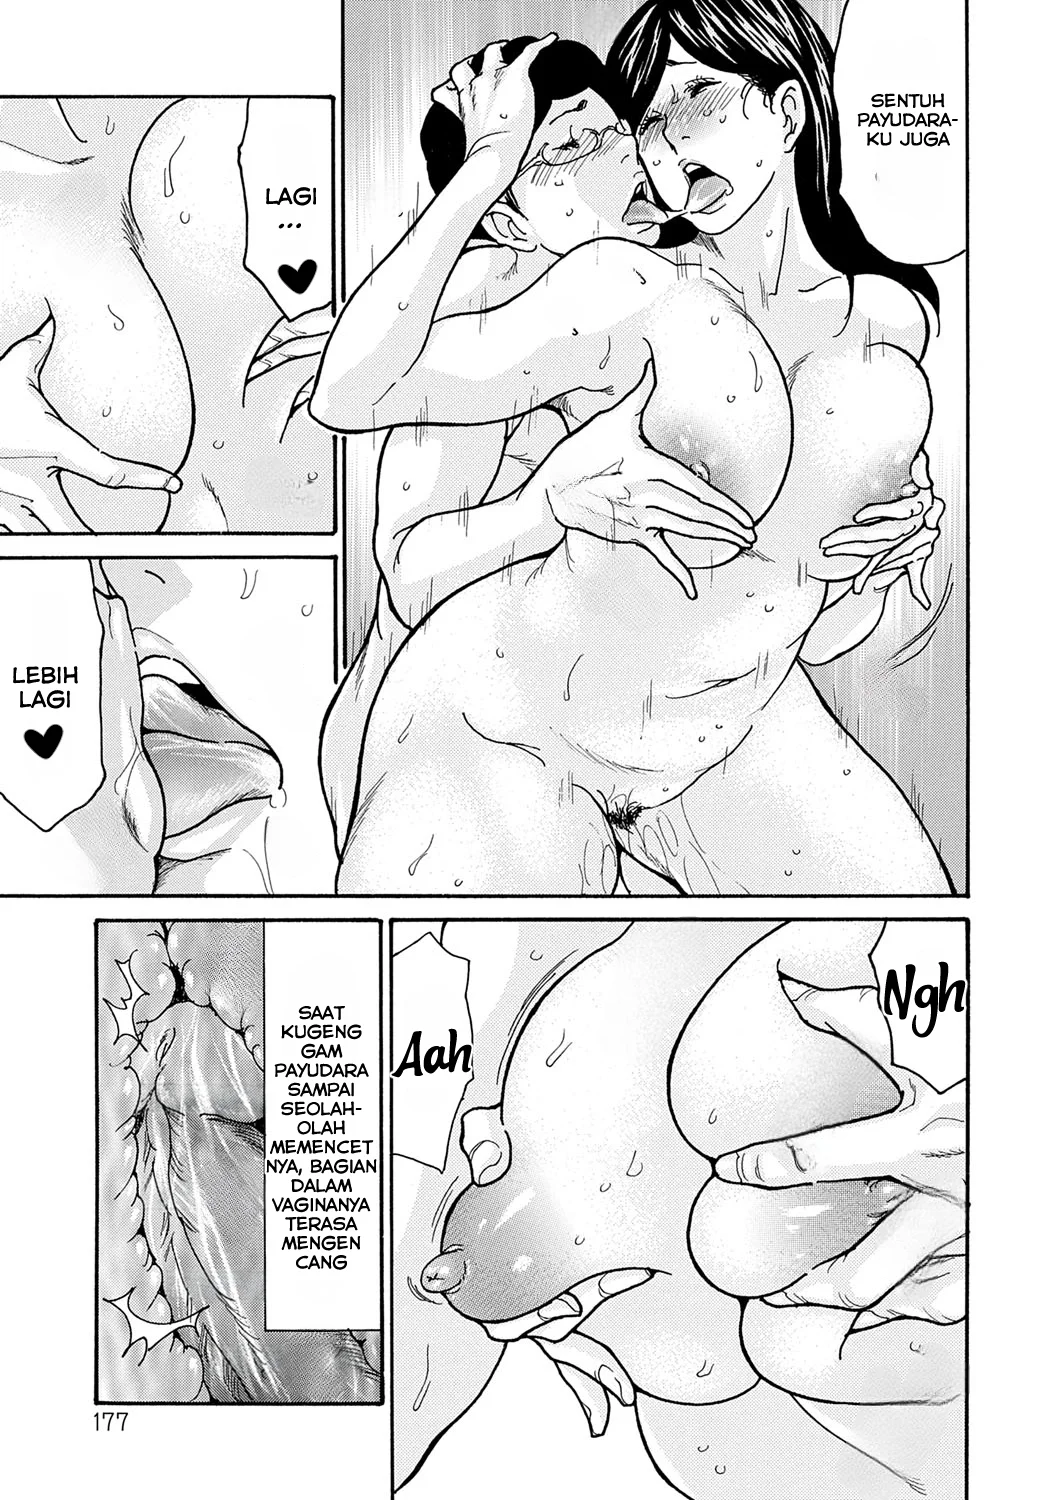 SENTUH
PAYUDARA-
KU JUGA
LAGI
...
LEBIH
LAGI
Ngh
Aah
SAAT
KUGENG
GAM
PAYUDARA
SAMPAI
SEOLAH-
OLAH
MEMENCET
NYA, BAGIAN
DALAM
VAGINANYA
TERASA
MENGEN
CANG
177